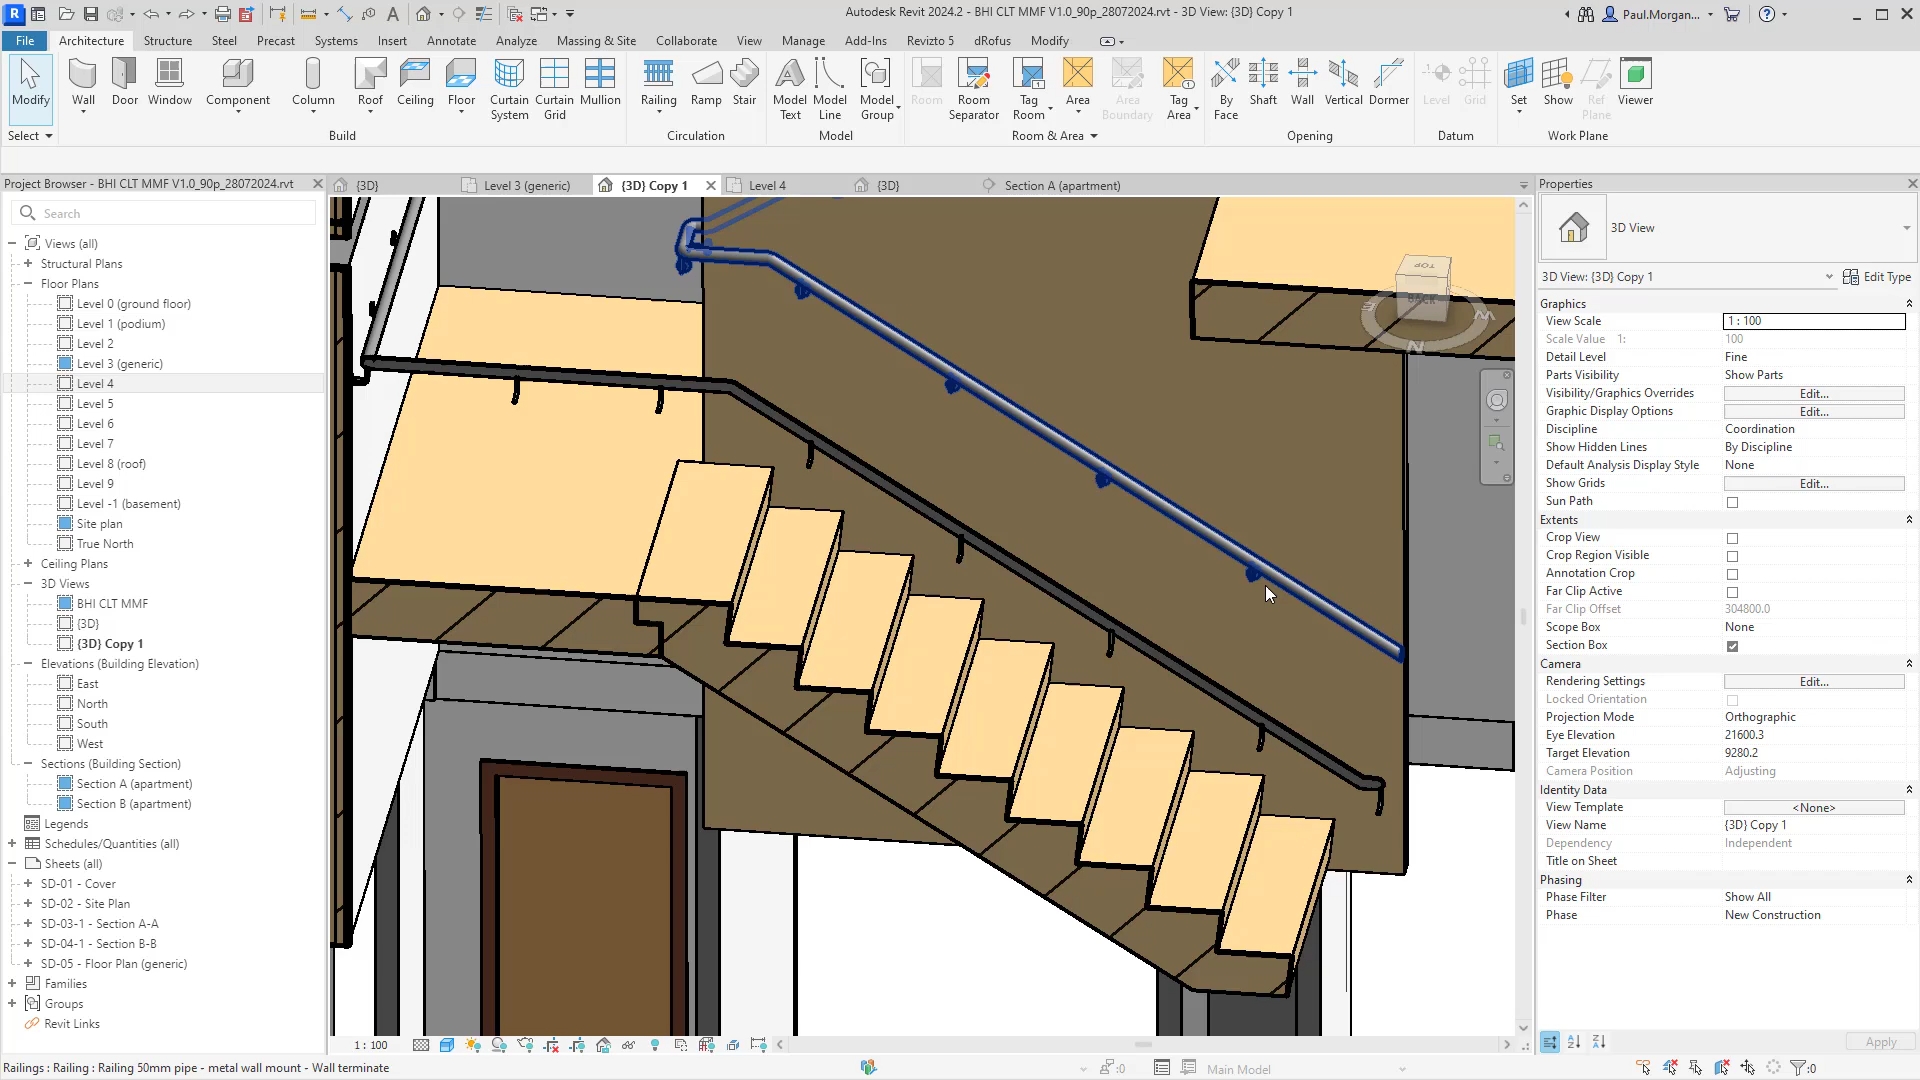 Autodesk Revit 2024.2 - BHI CLT MMF V1.0_90p_28072024.rvt - 3D View: {3D} Copy 1
Paul.Morgan...
File Architecture Structure Steel Precast Systems Insert Annotate Analyze Massing & Site Collaborate View Manage Add-Ins Revizto 5 dRofus Modify
Modify Wall Door Window Component Column Roof Ceiling Floor Curtain System Curtain Grid Mullion Railing Ramp Stair Model Text Model Line Model Group Room Room Separator Tag Room Area Area Boundary Tag Area By Face Shaft Wall Vertical Dormer Level Grid Set Show Ref Plane Viewer
Select Build Circulation Model Room & Area Opening Datum Work Plane
Project Browser - BHI CLT MMF V1.0_90p_28072024.rvt
Search
Views (all)
Structural Plans
Floor Plans
Level 0 (ground floor)
Level 1 (podium)
Level 2
Level 3 (generic)
Level 4
Level 5
Level 6
Level 7
Level 8 (roof)
Level 9
Level -1 (basement)
Site plan
True North
Ceiling Plans
3D Views
BHI CLT MMF
{3D}
{3D} Copy 1
Elevations (Building Elevation)
East
North
South
West
Sections (Building Section)
Section A (apartment)
Section B (apartment)
Legends
Schedules/Quantities (all)
Sheets (all)
SD-01 - Cover
SD-02 - Site Plan
SD-03-1 - Section A-A
SD-04-1 - Section B-B
SD-05 - Floor Plan (generic)
Families
Groups
Revit Links
{3D} Level 3 (generic) {3D} Copy 1 Level 4 {3D} Section A (apartment)
TOP
BACK
N
Properties
3D View
3D View: {3D} Copy 1 Edit Type
Graphics
View Scale 1 : 100
Scale Value 1: 100
Detail Level Fine
Parts Visibility Show Parts
Visibility/Graphics Overrides Edit...
Graphic Display Options Edit...
Discipline Coordination
Show Hidden Lines By Discipline
Default Analysis Display Style None
Show Grids Edit...
Sun Path
Extents
Crop View
Crop Region Visible
Annotation Crop
Far Clip Active
Far Clip Offset 304800.0
Scope Box None
Section Box
Camera
Rendering Settings Edit...
Locked Orientation
Projection Mode Orthographic
Eye Elevation 21600.3
Target Elevation 9280.2
Camera Position Adjusting
Identity Data
View Template <None>
View Name {3D} Copy 1
Dependency Independent
Title on Sheet
Phasing
Phase Filter Show All
Phase New Construction
Apply
1 : 100
Railings : Railing : Railing 50mm pipe - metal wall mount - Wall terminate
:0
Main Model
:0